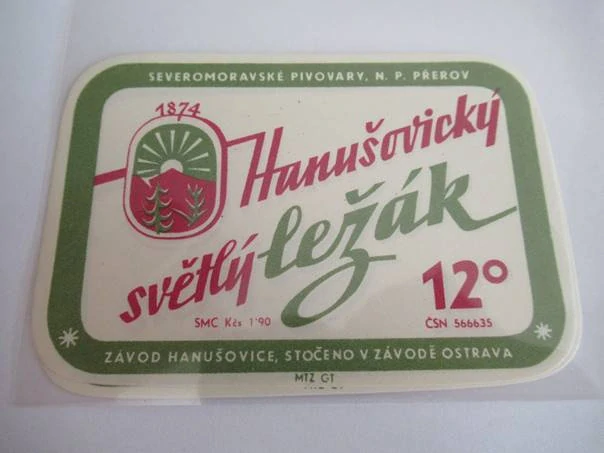 SEVEROMORAVSKÉ PIVOVARY, N. P. PŘEROV
1874
Hanušovický
světlý ležák
12°
SMC Kčs 1'90
ČSN 566635
ZÁVOD HANUŠOVICE, STOČENO V ZÁVODĚ OSTRAVA
MTZ GT